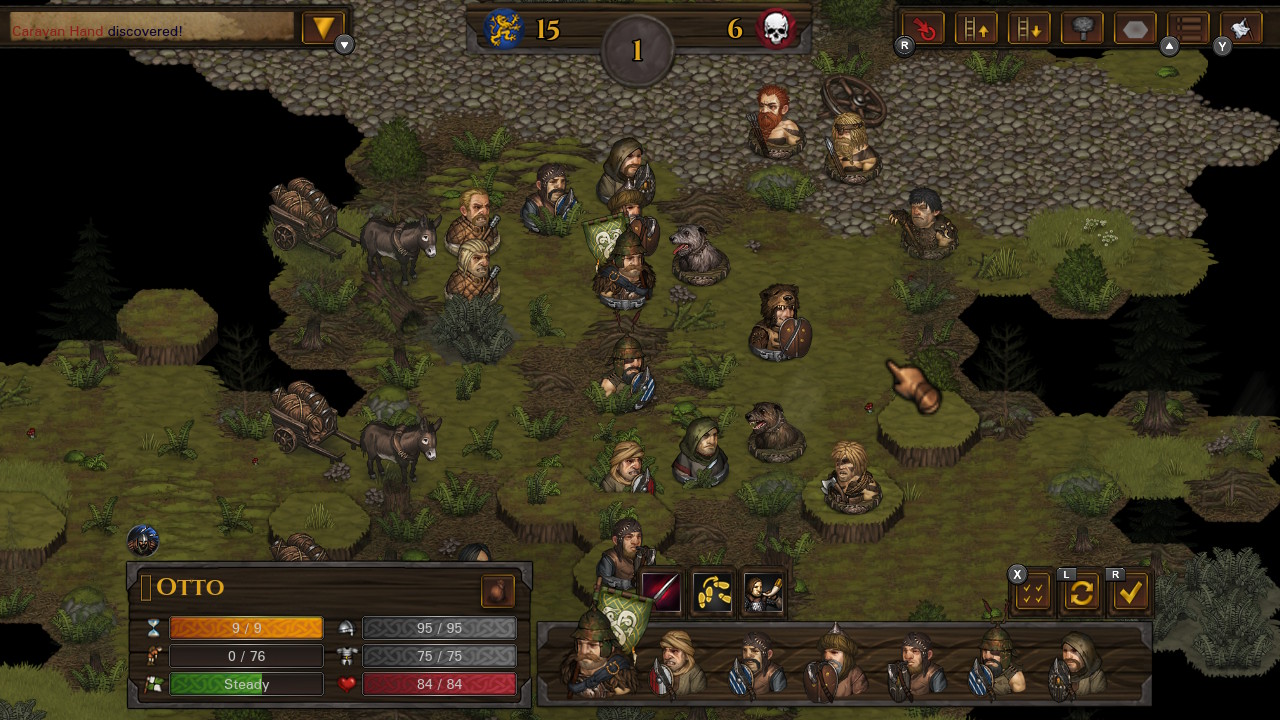 Caravan Hand discovered!
15
1
6
R
Y
OTTO
9 / 9
95 / 95
0 / 76
75 / 75
Steady
84 / 84
X
L
R